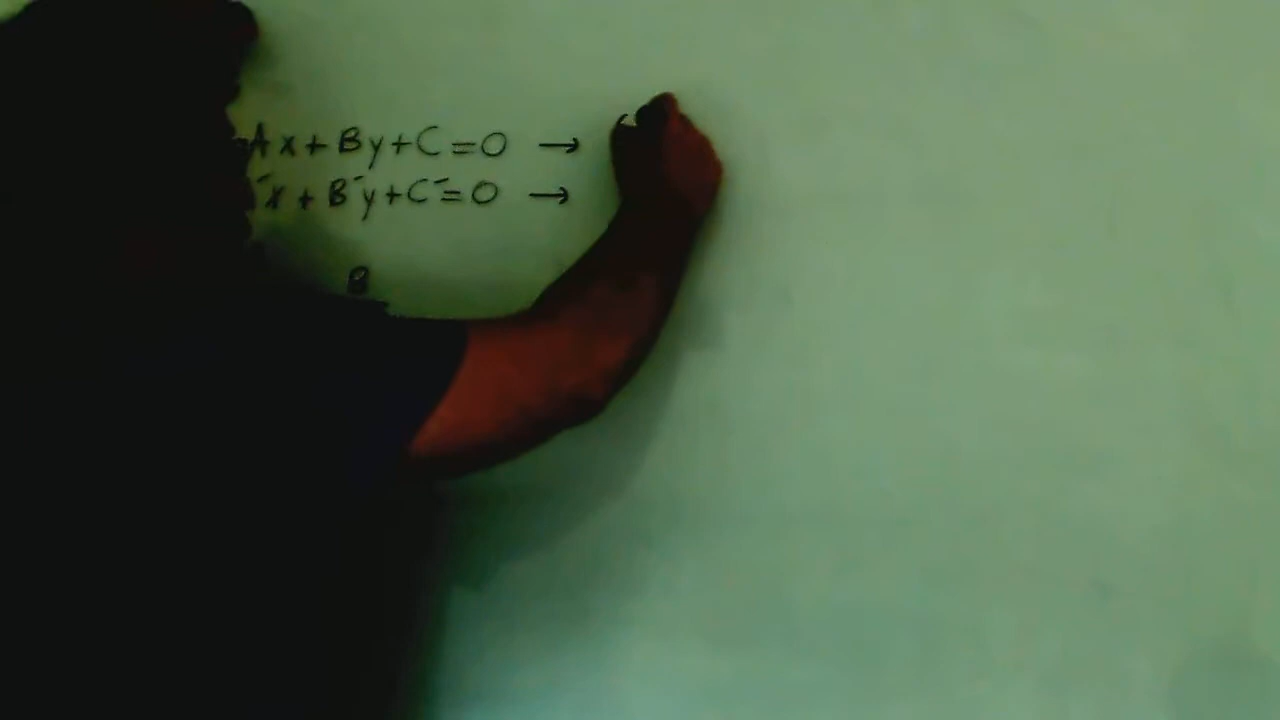 Ax + By + C = 0 →
x + B'y + C' = 0 →
B